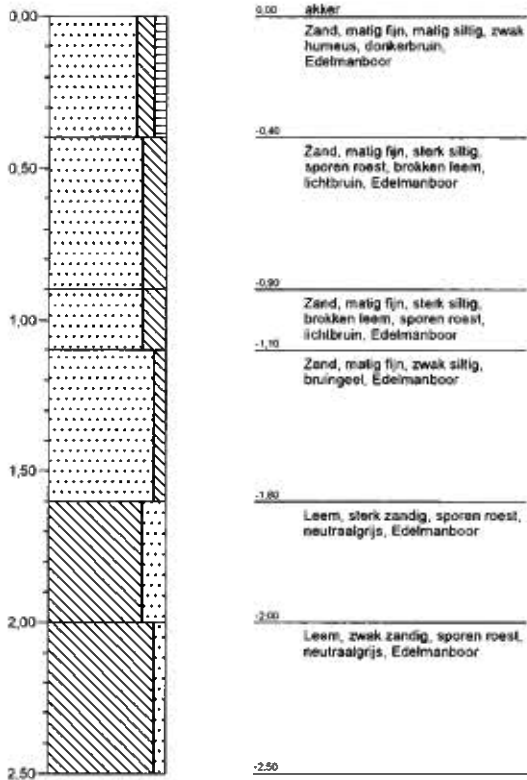 0,00
0,50
1,00
1,50
2,00
2.50
0,00 akker
Zand, matig fijn, matig siltig, zwak
humeus, donkerbruin,
Edelmanboor
-0,40
Zand, matig fijn, sterk siltig,
sporen roest, brokken leem,
lichtbruin, Edelmanboor
-0,90
Zand, matig fijn, sterk siltig,
brokken leem, sporen roest,
lichtbruin, Edelmanboor
-1,10
Zand, matig fijn, zwak siltig,
bruingeel, Edelmanboor
-1,60
Leem, sterk zandig, sporen roest,
neutraalgrijs, Edelmanboor
-2,00
Leem, zwak zandig, sporen roest,
neutraalgrijs, Edelmanboor
-2.50